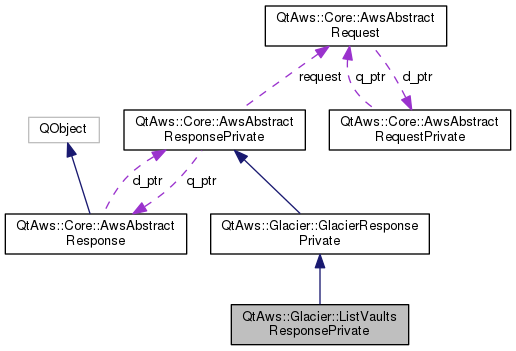 QtAws::Core::AwsAbstract
Request
request
q_ptr
d_ptr
QObject
QtAws::Core::AwsAbstract
ResponsePrivate
QtAws::Core::AwsAbstract
RequestPrivate
d_ptr
q_ptr
QtAws::Core::AwsAbstract
Response
QtAws::Glacier::GlacierResponse
Private
QtAws::Glacier::ListVaults
ResponsePrivate